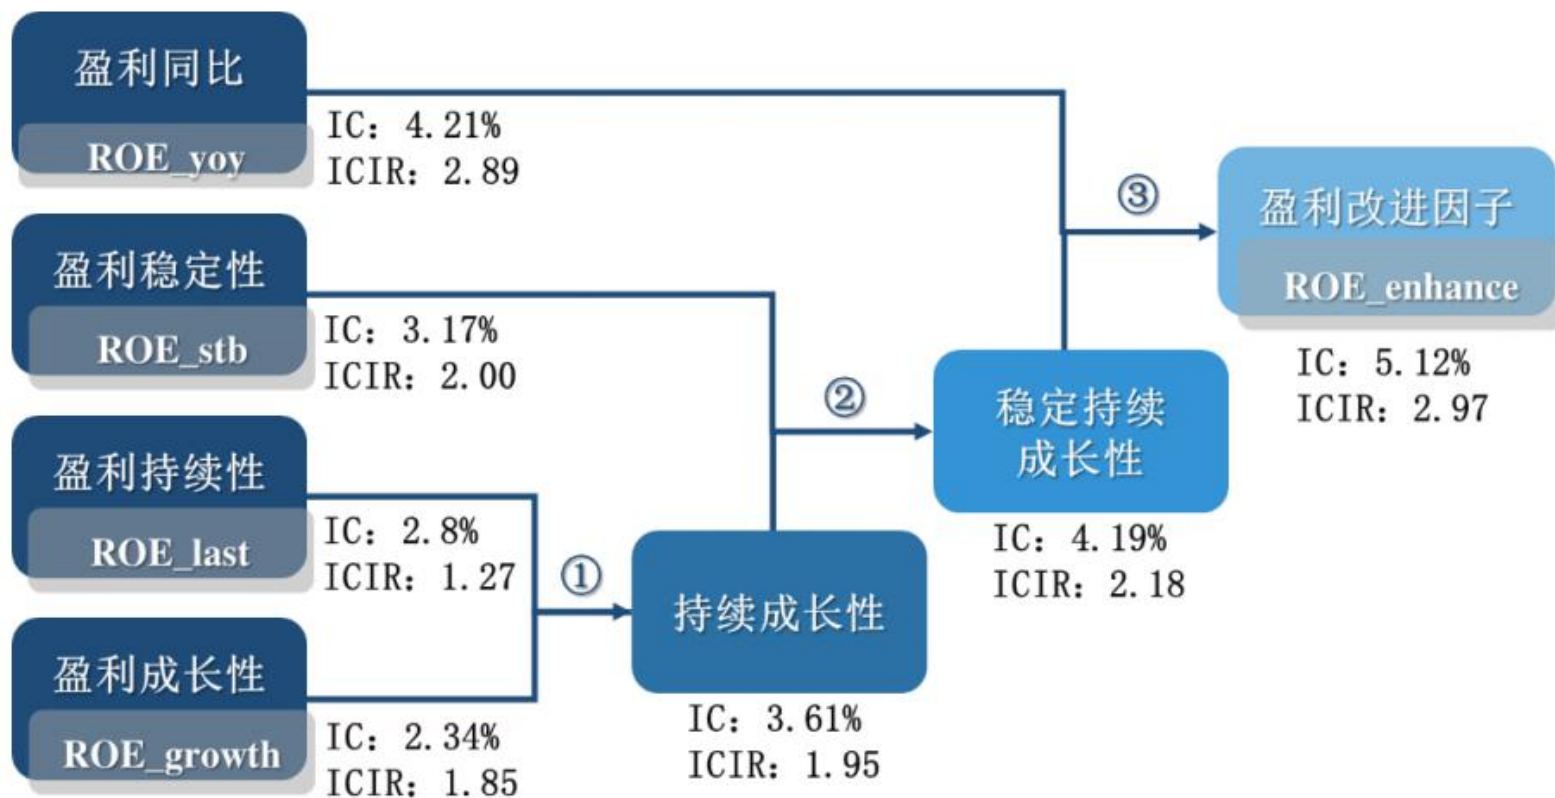 盈利同比
ROE_yoy
IC: 4.21%
ICIR: 2.89
盈利稳定性
ROE_stb
IC: 3.17%
ICIR: 2.00
盈利持续性
ROE_last
IC: 2.8%
ICIR: 1.27
盈利成长性
ROE_growth
IC: 2.34%
ICIR: 1.85
①
持续成长性
IC: 3.61%
ICIR: 1.95
②
稳定持续
成长性
IC: 4.19%
ICIR: 2.18
③
盈利改进因子
ROE_enhance
IC: 5.12%
ICIR: 2.97